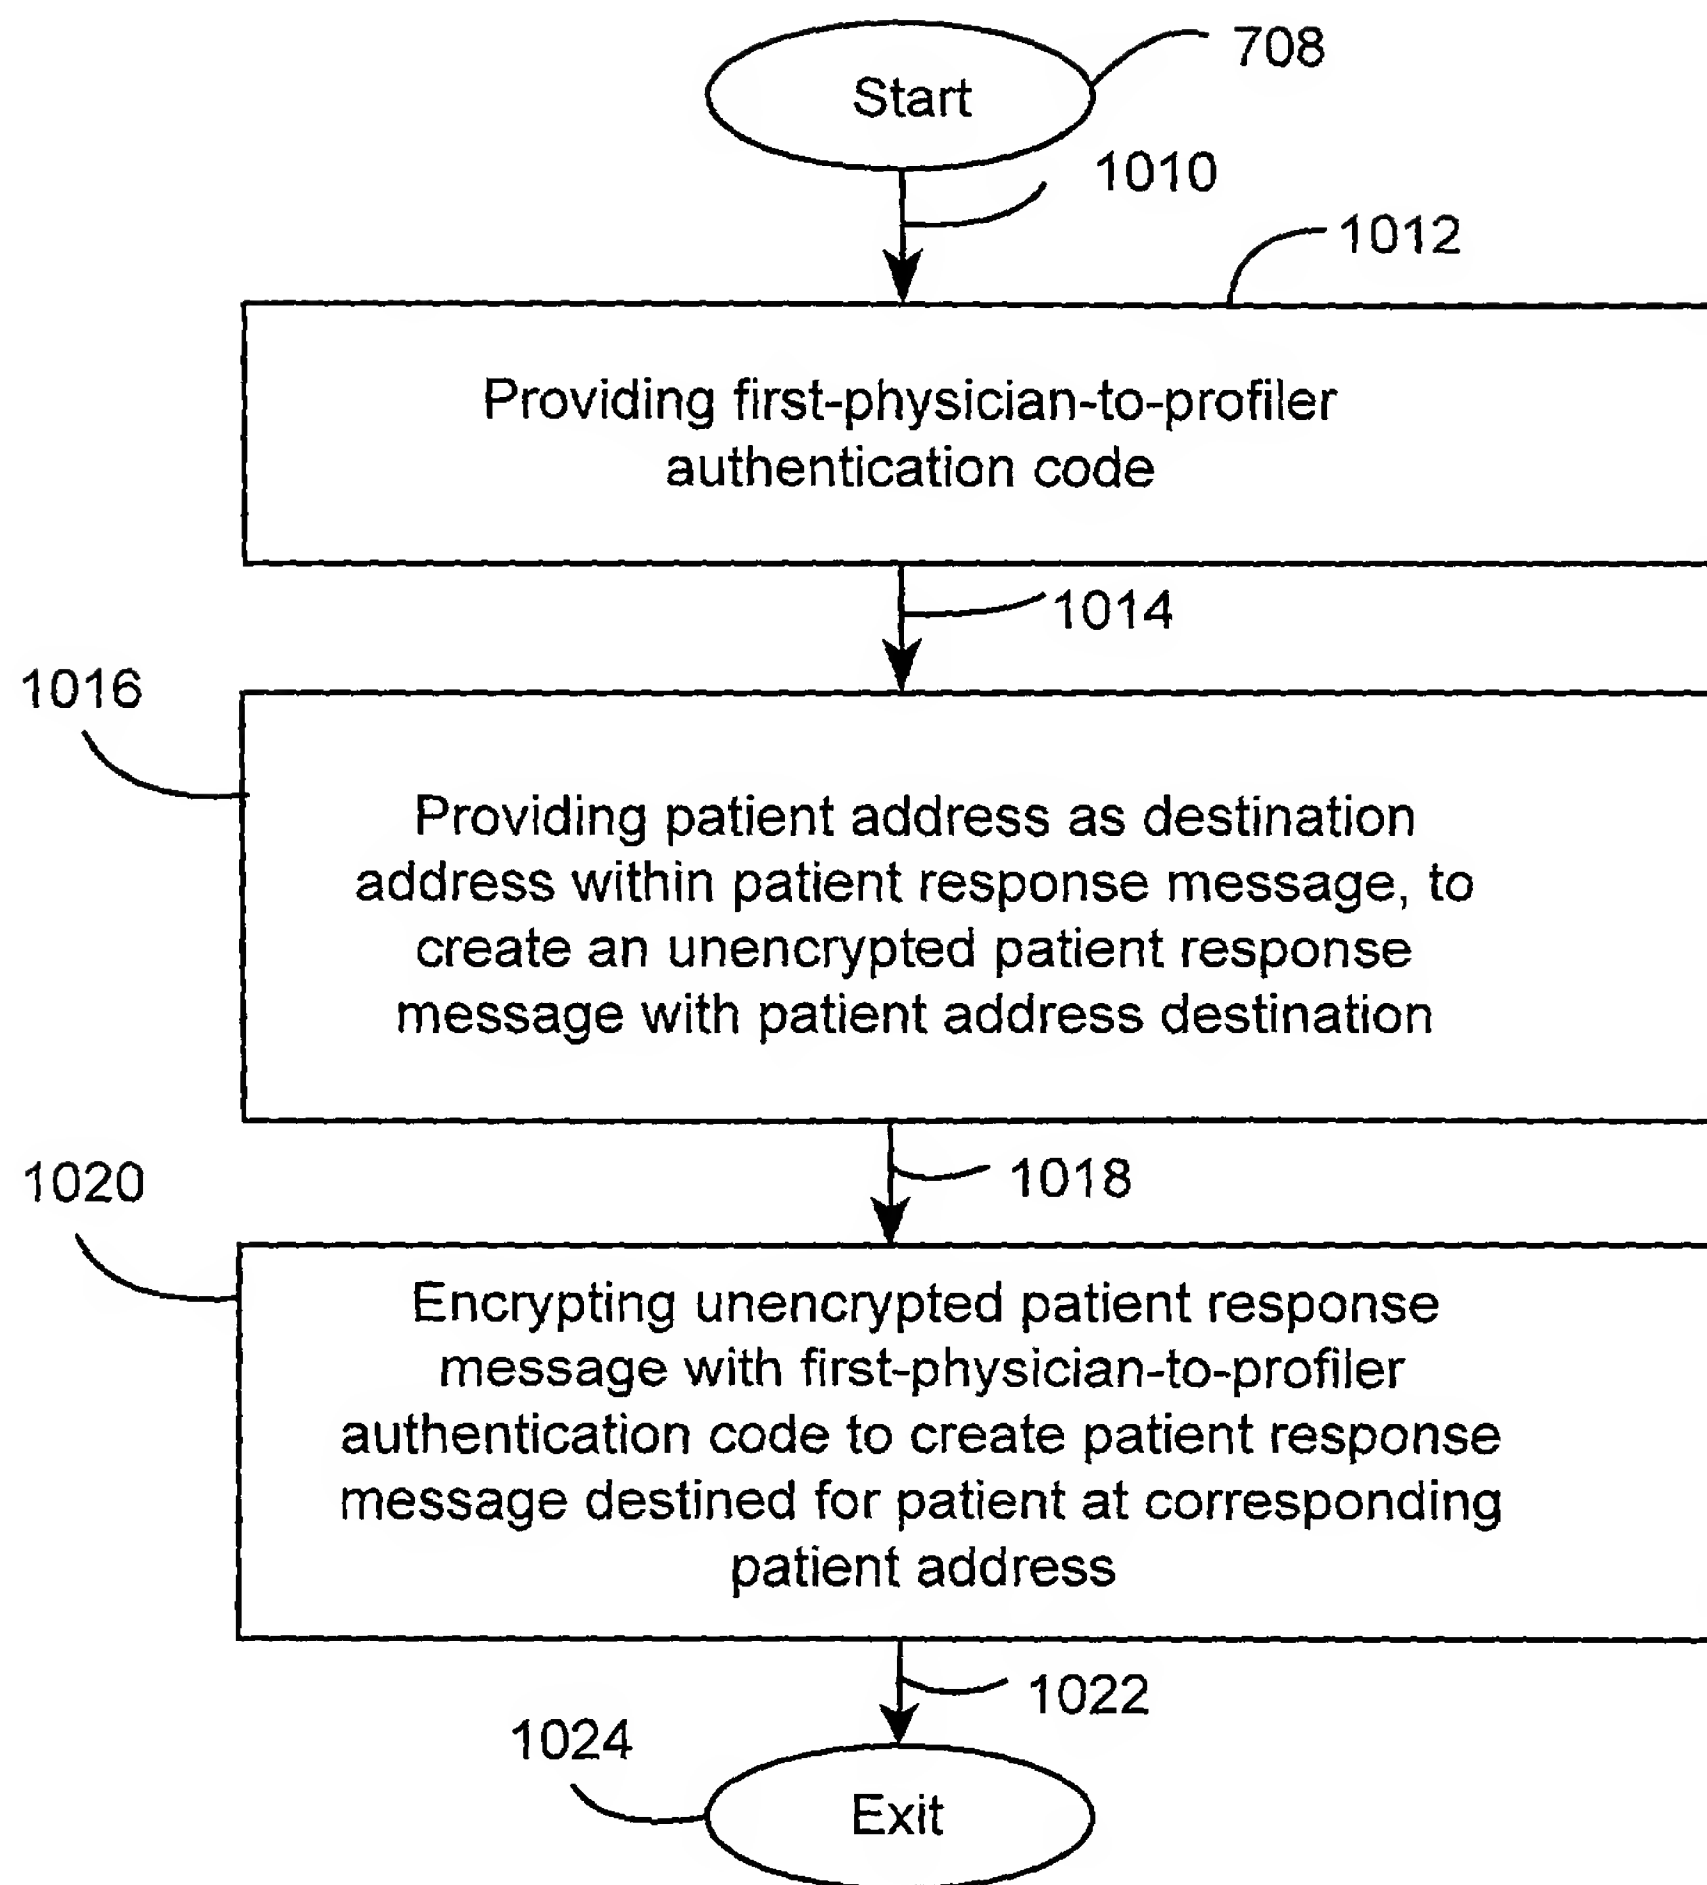 708
Start
1010
1012
Providing first-physician-to-profiler
authentication code
1014
1016
Providing patient address as destination
address within patient response message, to
create an unencrypted patient response
message with patient address destination
1018
1020
Encrypting unencrypted patient response
message with first-physician-to-profiler
authentication code to create patient response
message destined for patient at corresponding
patient address
1022
1024
Exit